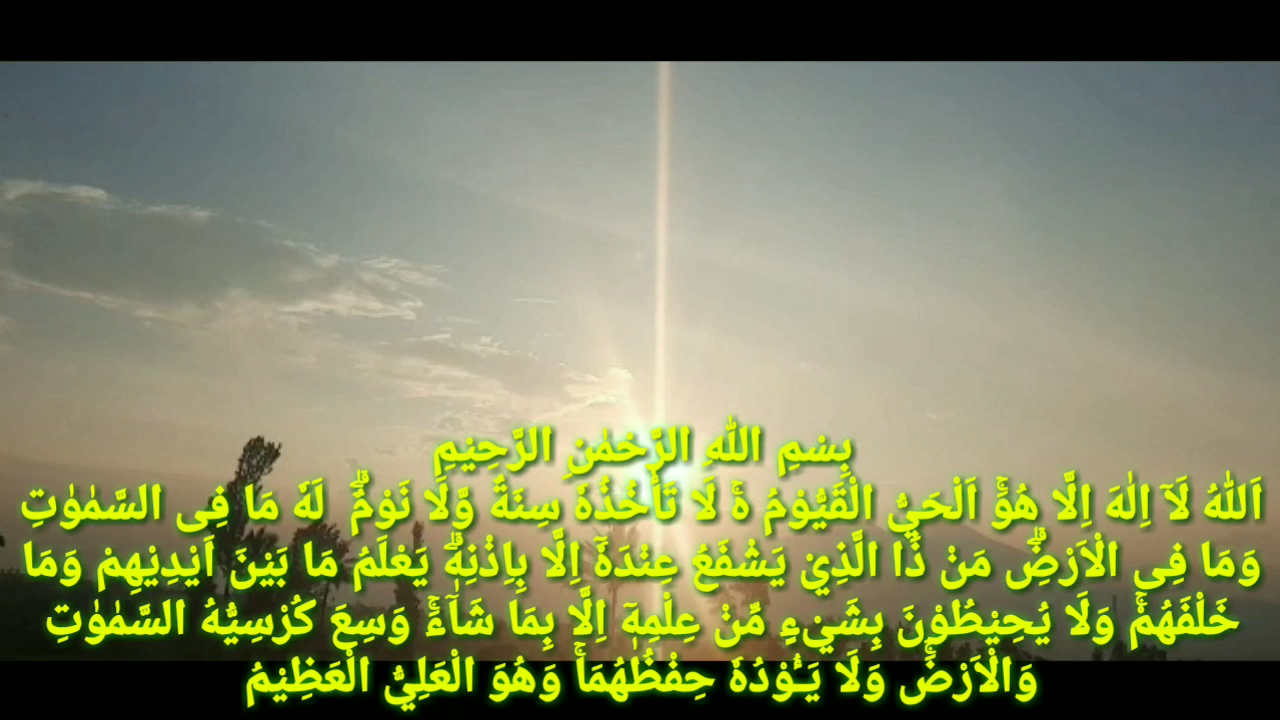 بِسْمِ اللّٰهِ الرَّحْمٰنِ الرَّحِيْمِ
اَللّٰهُ لَآ اِلٰهَ اِلَّا هُوَۚ اَلْحَيُّ الْقَيُّوْمُ ەۚ لَا تَأْخُذُهٗ سِنَةٌ وَّلَا نَوْمٌۗ لَهٗ مَا فِى السَّمٰوٰتِ
وَمَا فِى الْاَرْضِۗ مَنْ ذَا الَّذِيْ يَشْفَعُ عِنْدَهٗٓ اِلَّا بِاِذْنِهٖۗ يَعْلَمُ مَا بَيْنَ اَيْدِيْهِمْ وَمَا
خَلْفَهُمْۚ وَلَا يُحِيْطُوْنَ بِشَيْءٍ مِّنْ عِلْمِهٖٓ اِلَّا بِمَا شَاۤءَۚ وَسِعَ كُرْسِيُّهُ السَّمٰوٰتِ
وَالْاَرْضَۚ وَلَا يَـُٔوْدُهٗ حِفْظُهُمَاۚ وَهُوَ الْعَلِيُّ الْعَظِيْمُ